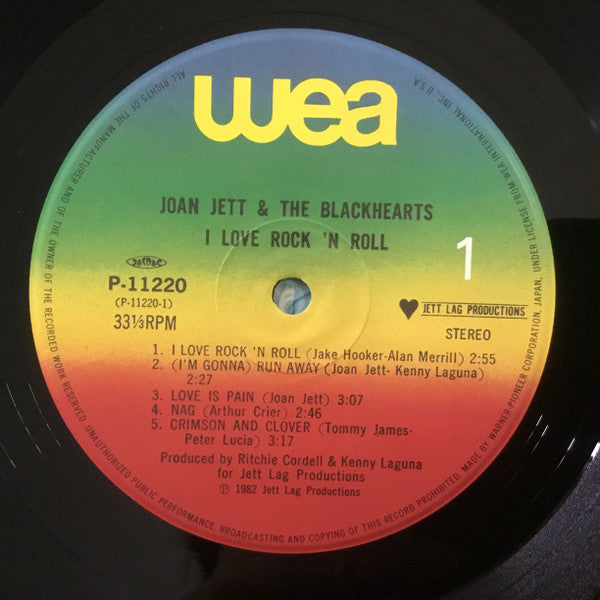 wea
JOAN JETT & THE BLACKHEARTS
I LOVE ROCK 'N ROLL
1
JASRAC
P-11220
(P-11220-1)
33⅓RPM
JETT LAG PRODUCTIONS
STEREO
1. I LOVE ROCK 'N ROLL (Jake Hooker-Alan Merrill) 2:55
2. (I'M GONNA) RUN AWAY (Joan Jett- Kenny Laguna)
2:27
3. LOVE IS PAIN (Joan Jett) 3:07
4. NAG (Arthur Crier) 2:46
5. CRIMSON AND CLOVER (Tommy James-
Peter Lucia) 3:17
Produced by Ritchie Cordell & Kenny Laguna
for Jett Lag Productions
℗ 1982 Jett Lag Productions
ALL RIGHTS OF THE MANUFACTURER AND OF THE OWNER OF THE RECORDED WORK RESERVED. UNAUTHORIZED PUBLIC PERFORMANCE, BROADCASTING AND COPYING OF THIS RECORD PROHIBITED. MADE BY WARNER-PIONEER CORPORATION, JAPAN, UNDER LICENSE FROM WEA INTERNATIONAL INC., U.S.A.